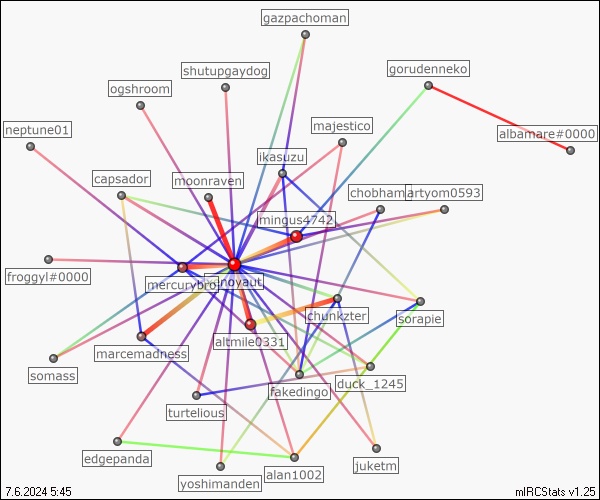 gazpachoman
shutupgaydog
gorudenneko
ogshroom
neptune01
majestico
albamare#0000
ikasuzu
capsador
moonraven
chobham
artyom0593
mingus4742
froggyl#0000
mercurybro
noyaut
chunkzter
sorapie
altmile0331
marcemadness
somass
duck_1245
fakedingo
turtelious
edgepanda
juketm
alan1002
yoshimanden
7.6.2024 5:45
mIRCStats v1.25